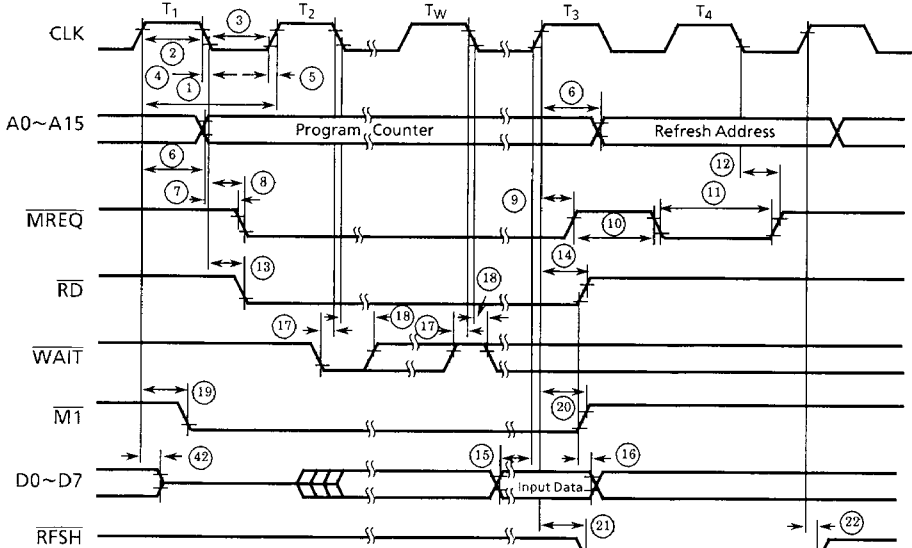 T1 T2 TW T3 T4
CLK
3
2
4 1 5
A0~A15
Program Counter
6
Refresh Address
6
12
7 8
11
MREQ
9
10
RD
13
14
18
WAIT
17 18 17
M1
19
20
D0~D7
42
15
Input Data
16
RFSH
21
22